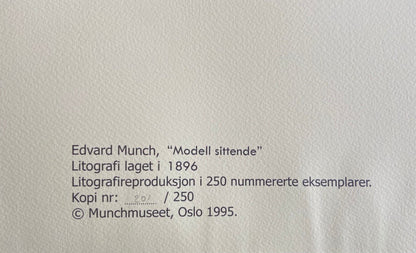 Edvard Munch, “Modell sittende”
Litografi laget i 1896
Litografireproduksjon i 250 nummererte eksemplarer.
Kopi nr: / 250
© Munchmuseet, Oslo 1995.